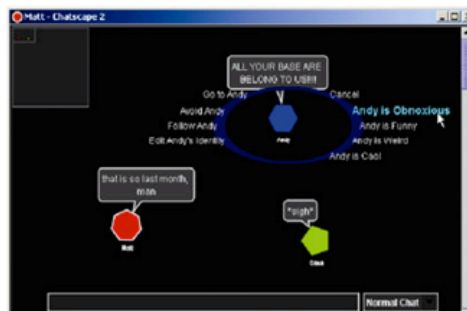 Matt - Chatscape 2
ALL YOUR BASE ARE
BELONG TO US!!!!
Go to Andy
Cancel
Avoid Andy
Andy is Obnoxious
Follow Andy
Andy is Funny
Edit Andy's Identity
Andy is Weird
Andy is Cool
Andy
that is so last month,
man
*sigh*
Matt
Normal Chat